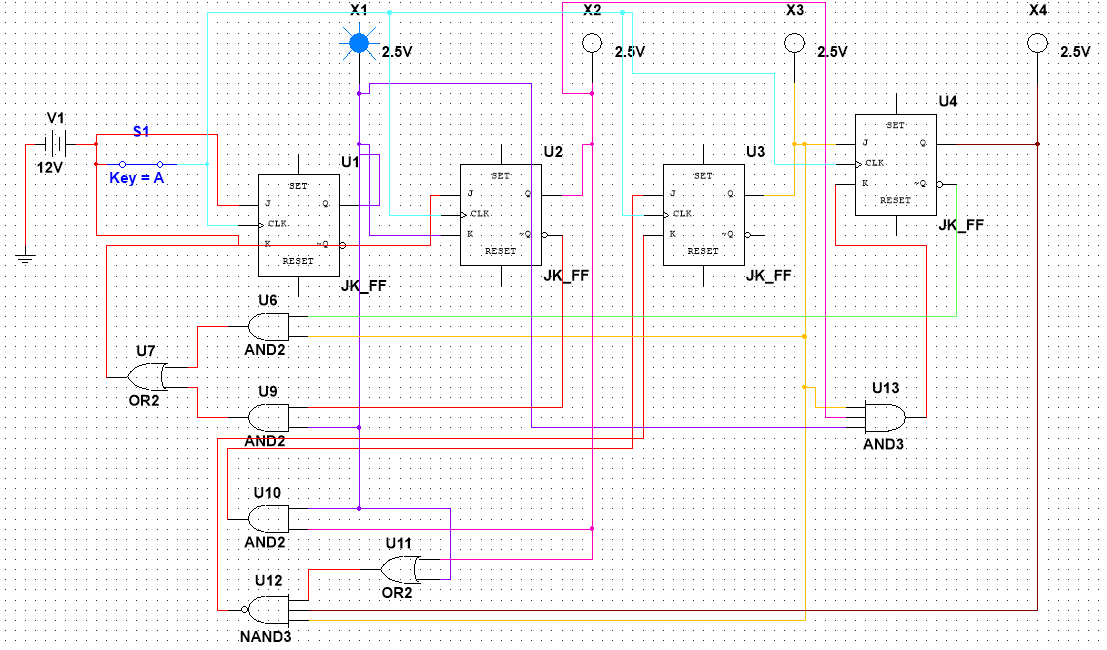 X1 X2 X3 X4
2.5V 2.5V 2.5V 2.5V
V1
12V
S1
Key = A
U1
SET
J Q
CLK
K ~Q
RESET
JK_FF
U2
SET
J Q
CLK
K ~Q
RESET
JK_FF
U3
SET
J Q
CLK
K ~Q
RESET
JK_FF
U4
SET
J Q
CLK
K ~Q
RESET
JK_FF
U6
AND2
U7
OR2
U9
AND2
U13
AND3
U10
AND2
U11
OR2
U12
NAND3